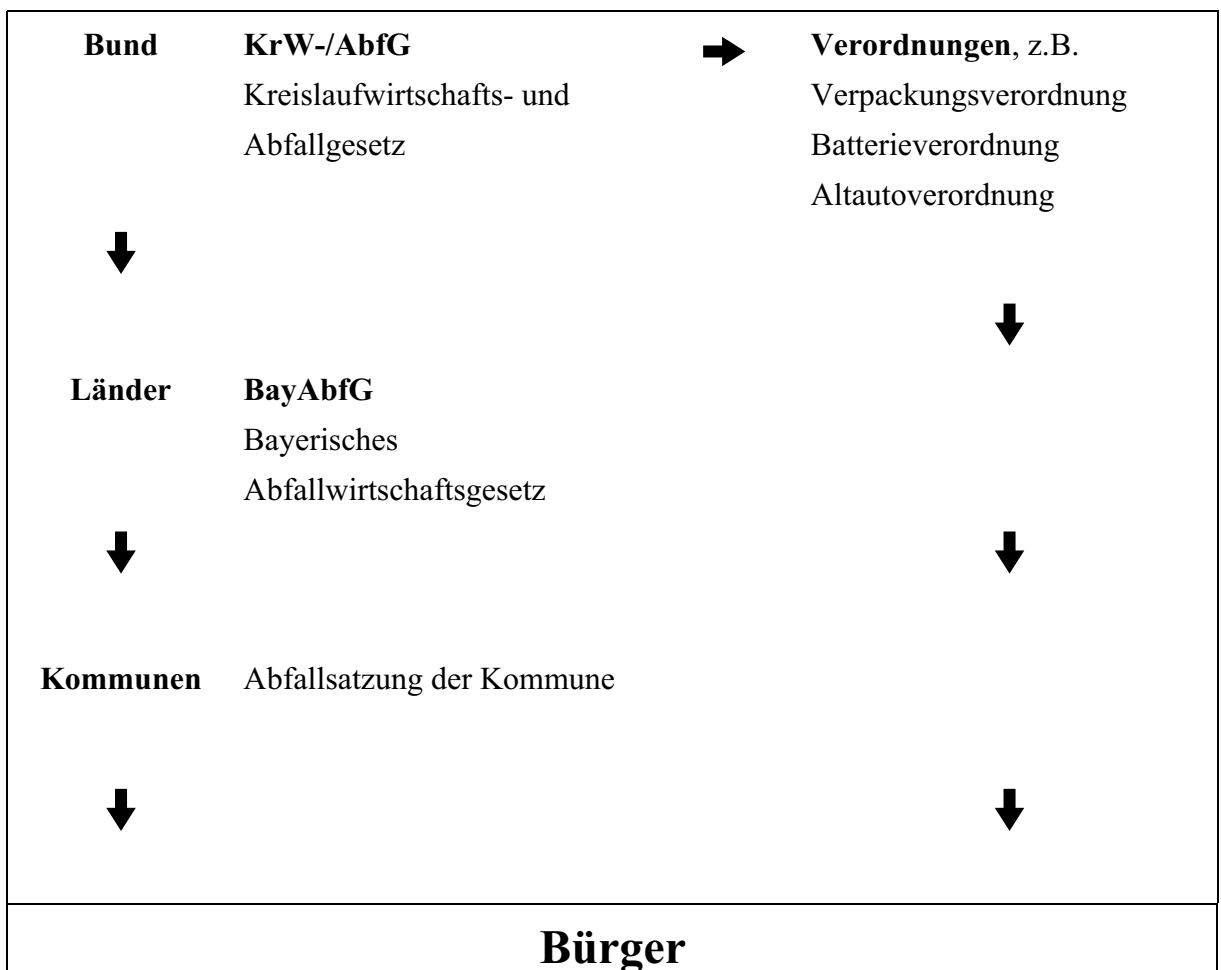 Bund KrW-/AbfG Verordnungen, z.B.
Kreislaufwirtschafts- und Verpackungsverordnung
Abfallgesetz Batterieverordnung
Altautoverordnung
Länder BayAbfG
Bayerisches
Abfallwirtschaftsgesetz
Kommunen Abfallsatzung der Kommune
Bürger